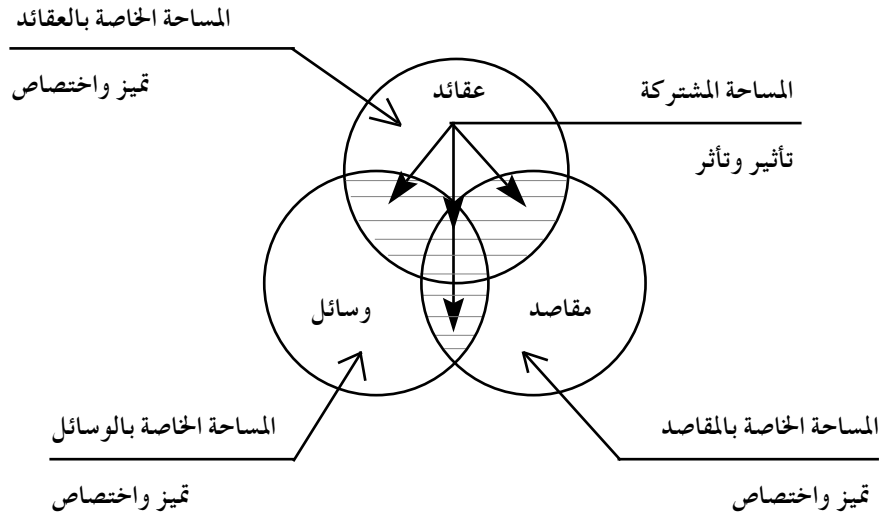 المساحة الخاصة بالعقائد
تميز واختصاص
عقائد
المساحة المشتركة
تأثير وتأثر
مقاصد
وسائل
المساحة الخاصة بالمقاصد
تميز واختصاص
المساحة الخاصة بالوسائل
تميز واختصاص